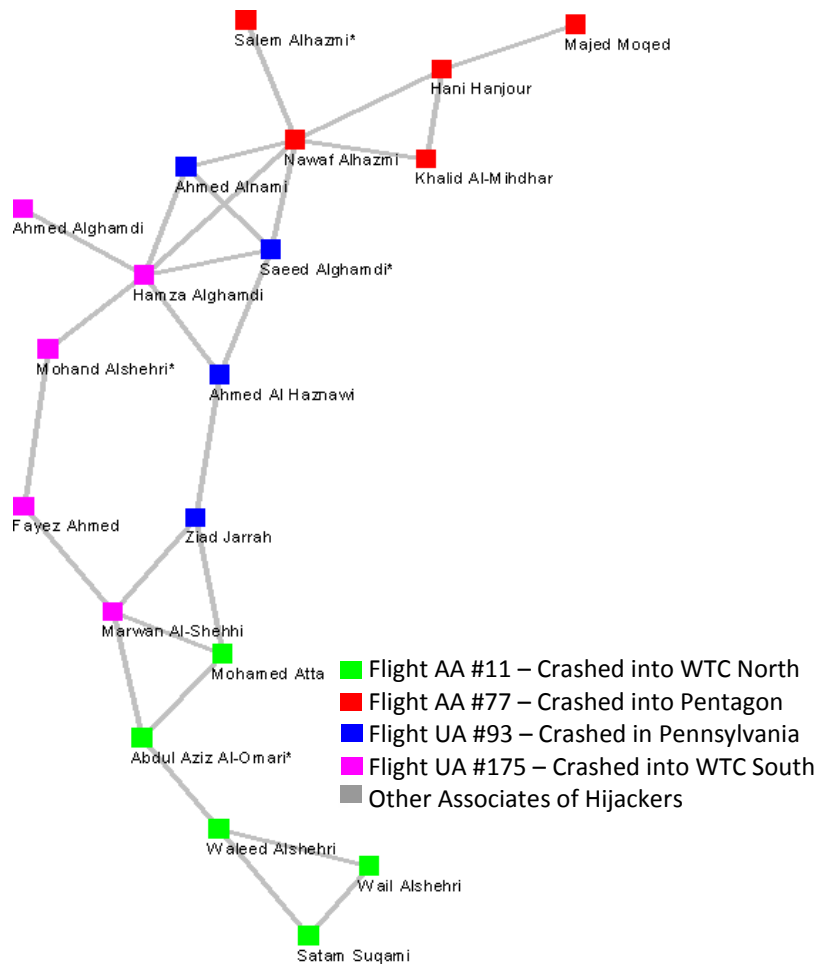 Salem Alhazmi*
Majed Moqed
Hani Hanjour
Nawaf Alhazmi
Khalid Al-Mihdhar
Ahmed Alnami
Ahmed Alghamdi
Saeed Alghamdi*
Hamza Alghamdi
Mohand Alshehri*
Ahmed Al Haznawi
Fayez Ahmed
Ziad Jarrah
Marwan Al-Shehhi
Mohamed Atta
Abdul Aziz Al-Omari*
Waleed Alshehri
Wail Alshehri
Satam Suqami
Flight AA #11 – Crashed into WTC North
Flight AA #77 – Crashed into Pentagon
Flight UA #93 – Crashed in Pennsylvania
Flight UA #175 – Crashed into WTC South
Other Associates of Hijackers